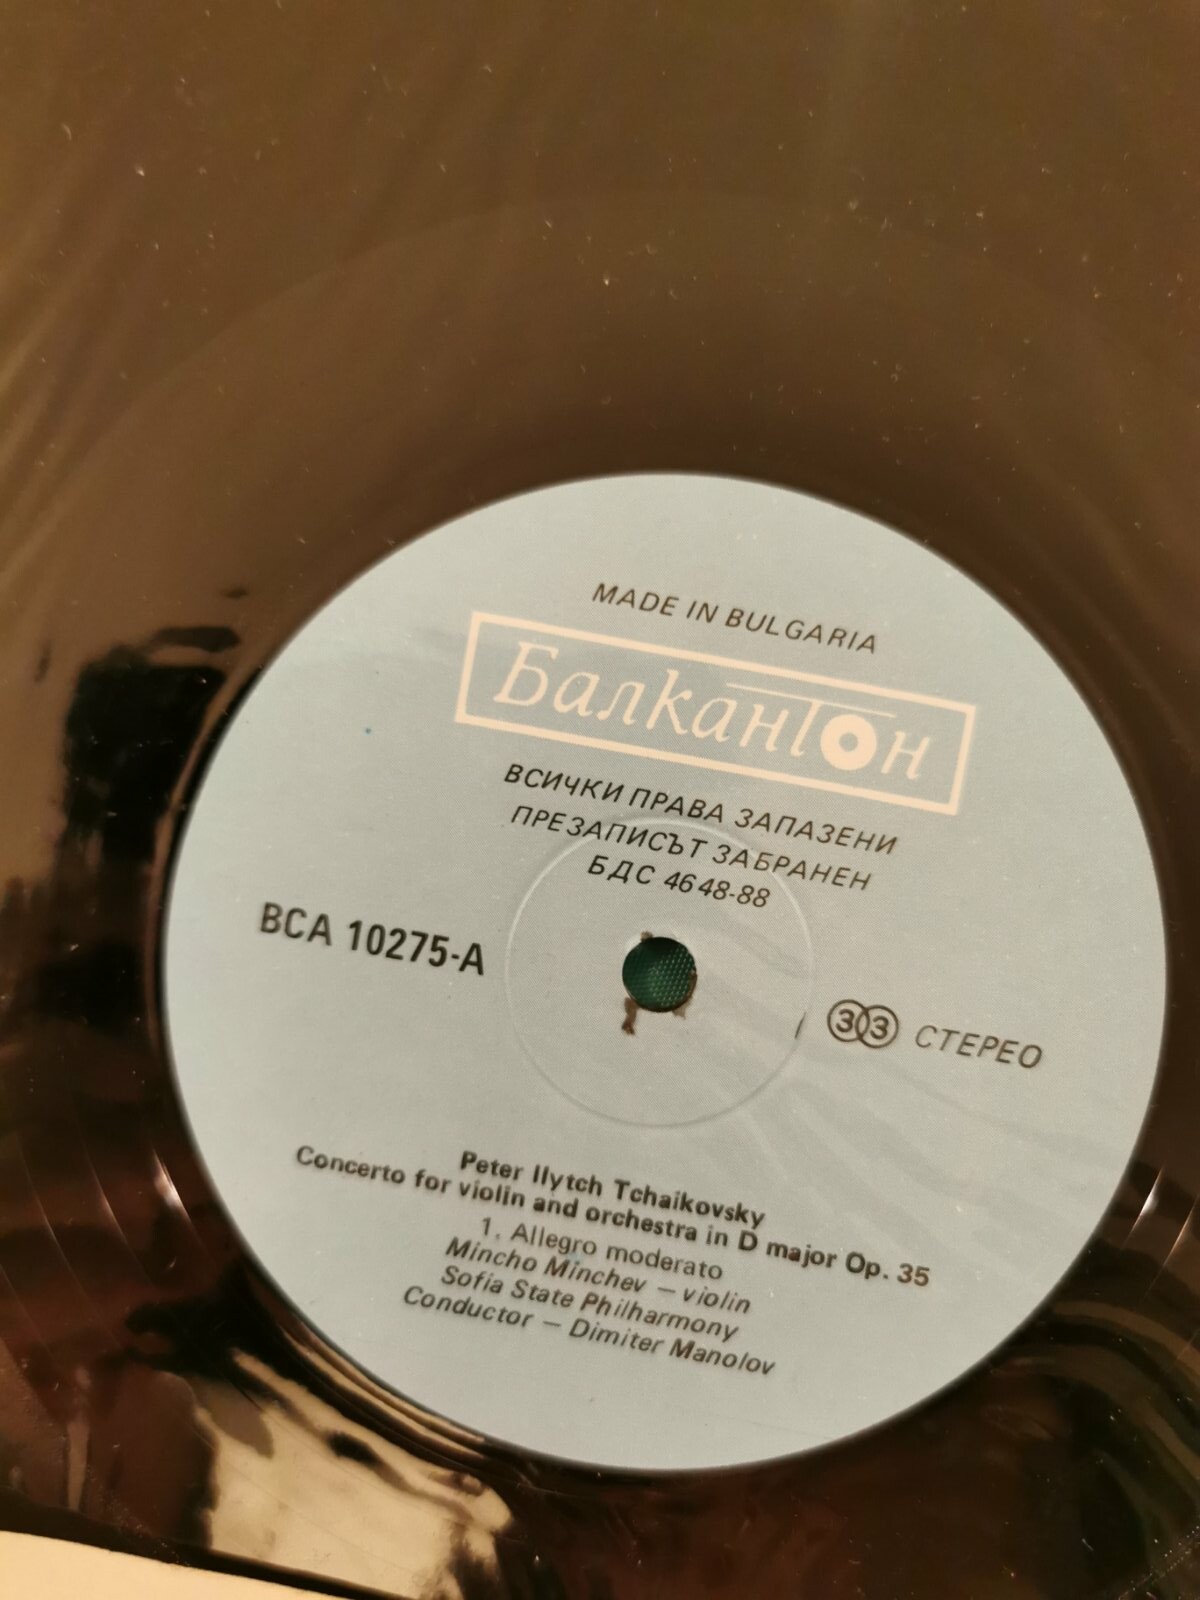 MADE IN BULGARIA
Балкантон
ВСИЧКИ ПРАВА ЗАПАЗЕНИ
ПРЕЗАПИСЪТ ЗАБРАНЕН
БДС 4648-88
ВСА 10275-А
33 СТЕРЕО
Peter Ilytch Tchaikovsky
Concerto for violin and orchestra in D major Op. 35
1. Allegro moderato
Mincho Minchev — violin
Sofia State Philharmony
Conductor — Dimiter Manolov